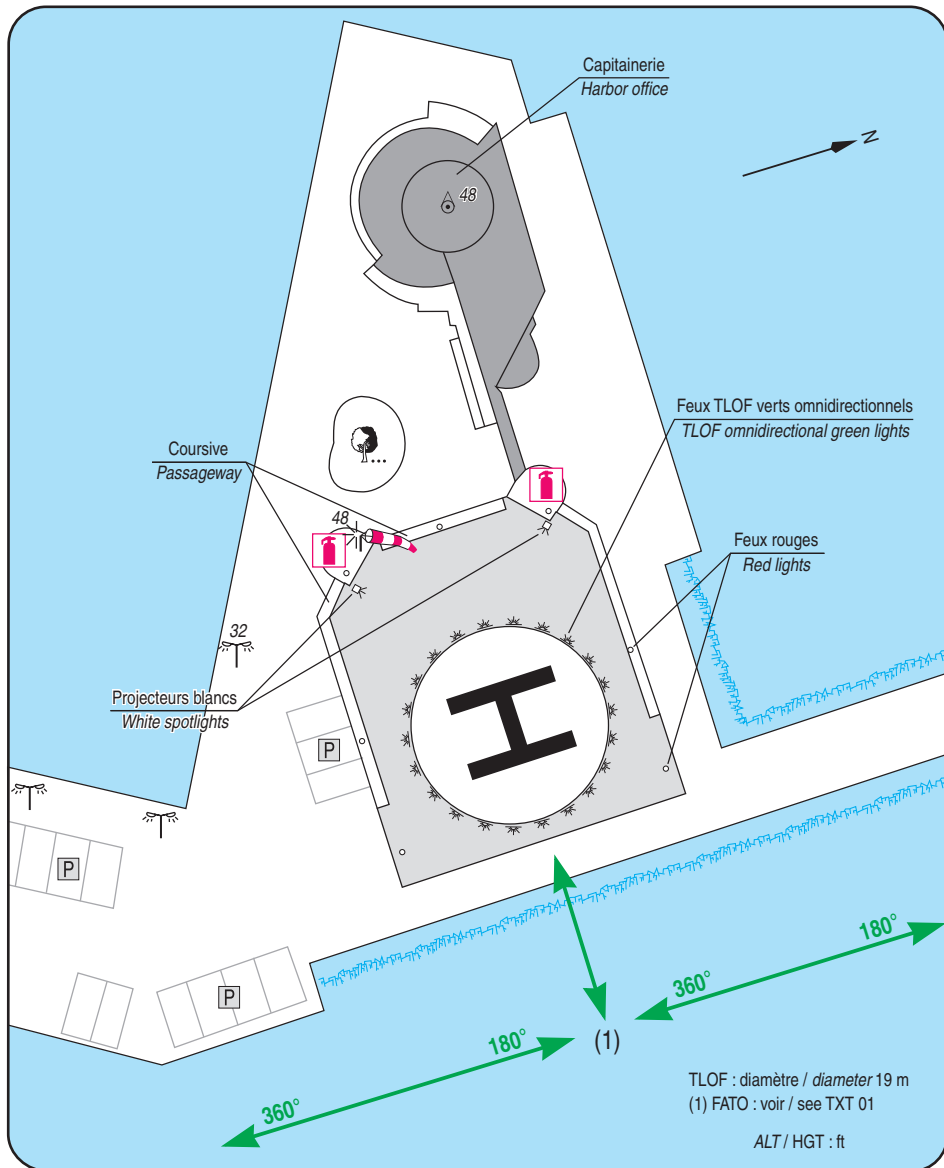 Capitainerie
Harbor office
N
48
Feux TLOF verts omnidirectionnels
TLOF omnidirectional green lights
Coursive
Passageway
48
Feux rouges
Red lights
32
Projecteurs blancs
White spotlights
P
H
P
180°
360°
P
180°
(1)
360°
TLOF : diamètre / diameter 19 m
(1) FATO : voir / see TXT 01
ALT / HGT : ft